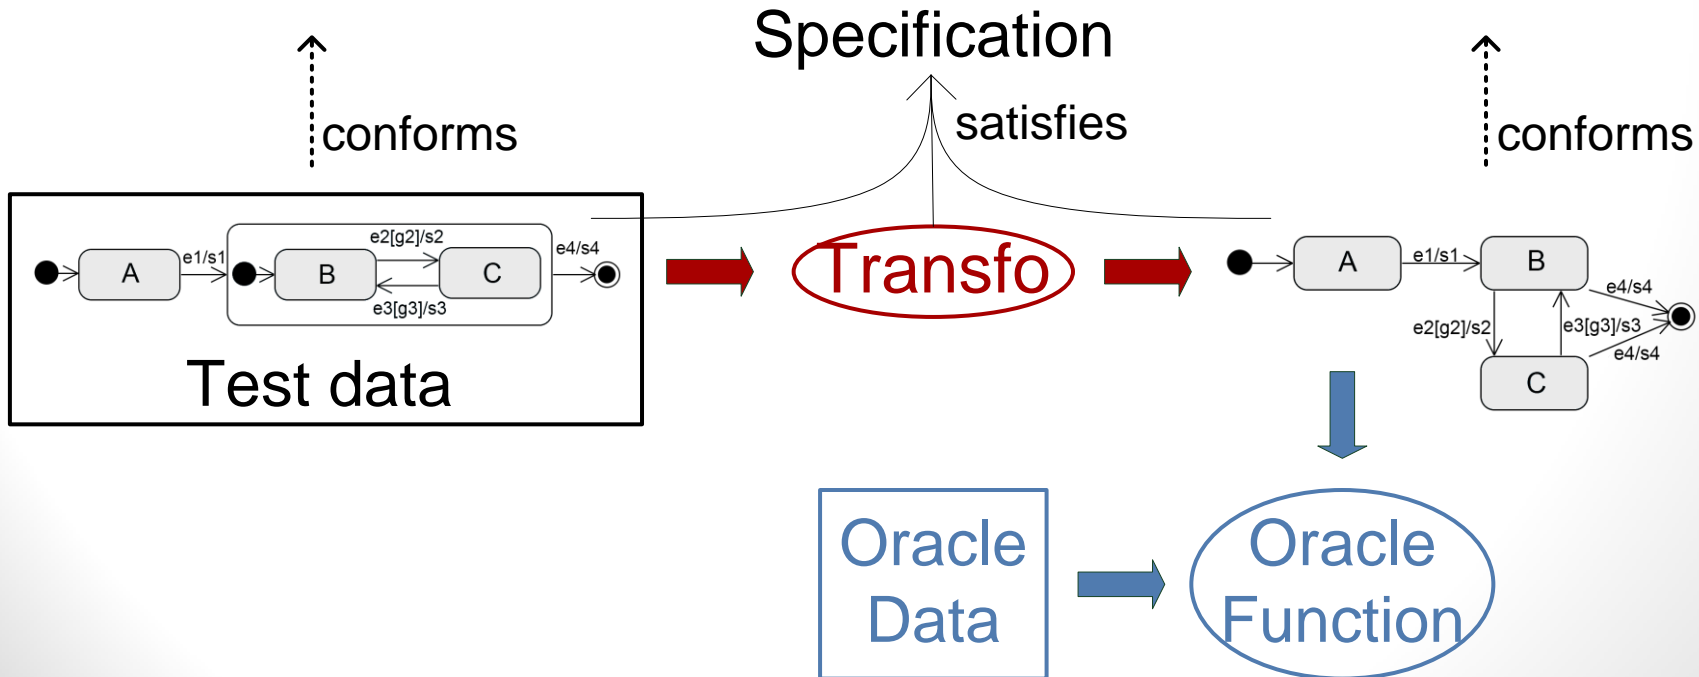 Specification
conforms
satisfies
conforms
A
e1/s1
B
e2[g2]/s2
e3[g3]/s3
C
e4/s4
Test data
Transfo
A
e1/s1
B
e4/s4
e2[g2]/s2
e3[g3]/s3
e4/s4
C
Oracle
Data
Oracle
Function